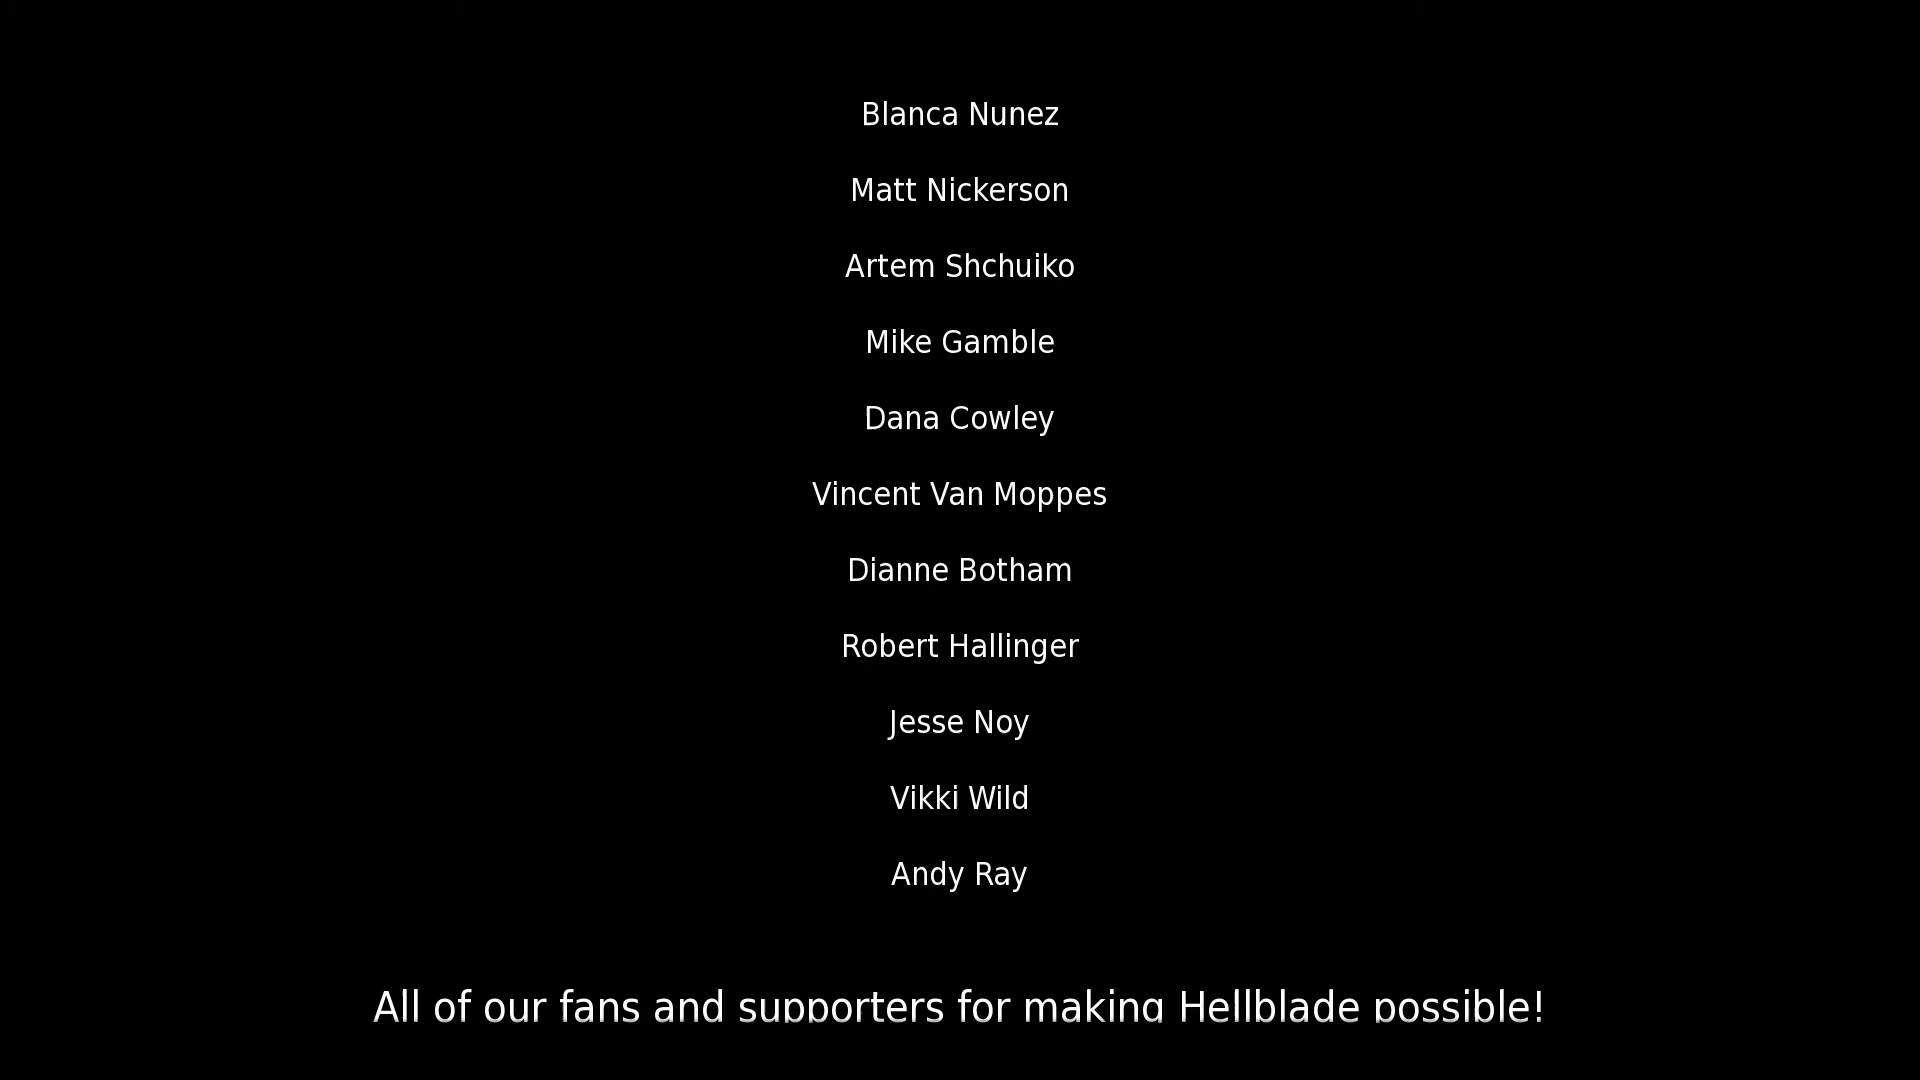 Blanca Nunez
Matt Nickerson
Artem Shchuiko
Mike Gamble
Dana Cowley
Vincent Van Moppes
Dianne Botham
Robert Hallinger
Jesse Noy
Vikki Wild
Andy Ray
All of our fans and supporters for making Hellblade possible!